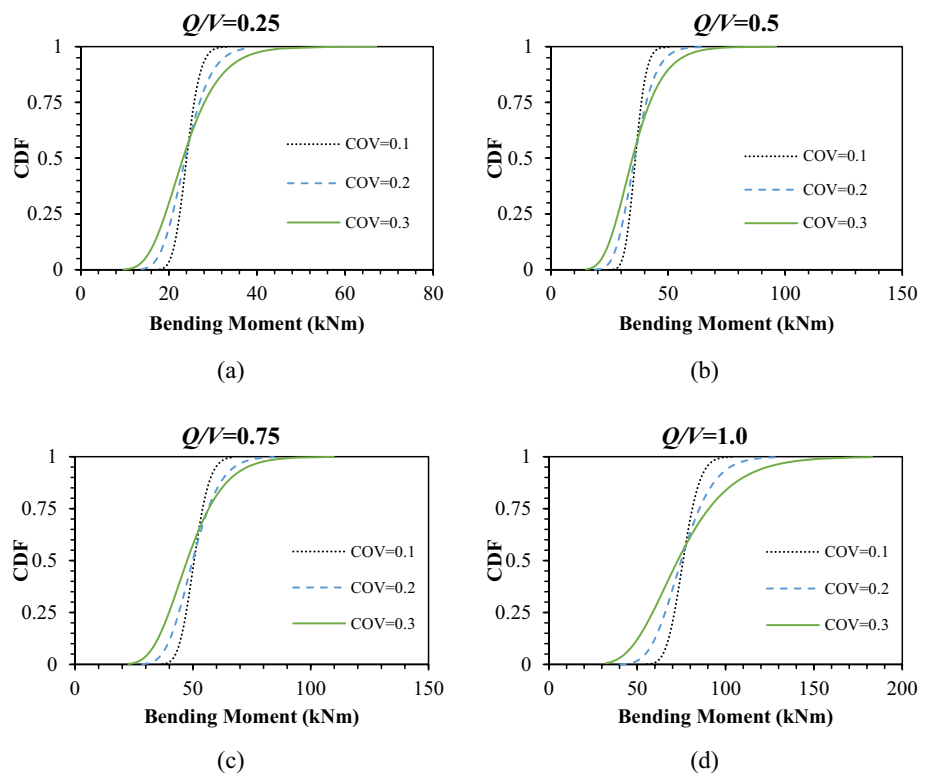 Q/V=0.25
1
0.75
0.5
0.25
0
CDF
COV=0.1
COV=0.2
COV=0.3
0 20 40 60 80
Bending Moment (kNm)
(a)
Q/V=0.5
1
0.75
0.5
0.25
0
CDF
COV=0.1
COV=0.2
COV=0.3
0 50 100 150
Bending Moment (kNm)
(b)
Q/V=0.75
1
0.75
0.5
0.25
0
CDF
COV=0.1
COV=0.2
COV=0.3
0 50 100 150
Bending Moment (kNm)
(c)
Q/V=1.0
1
0.75
0.5
0.25
0
CDF
COV=0.1
COV=0.2
COV=0.3
0 50 100 150 200
Bending Moment (kNm)
(d)